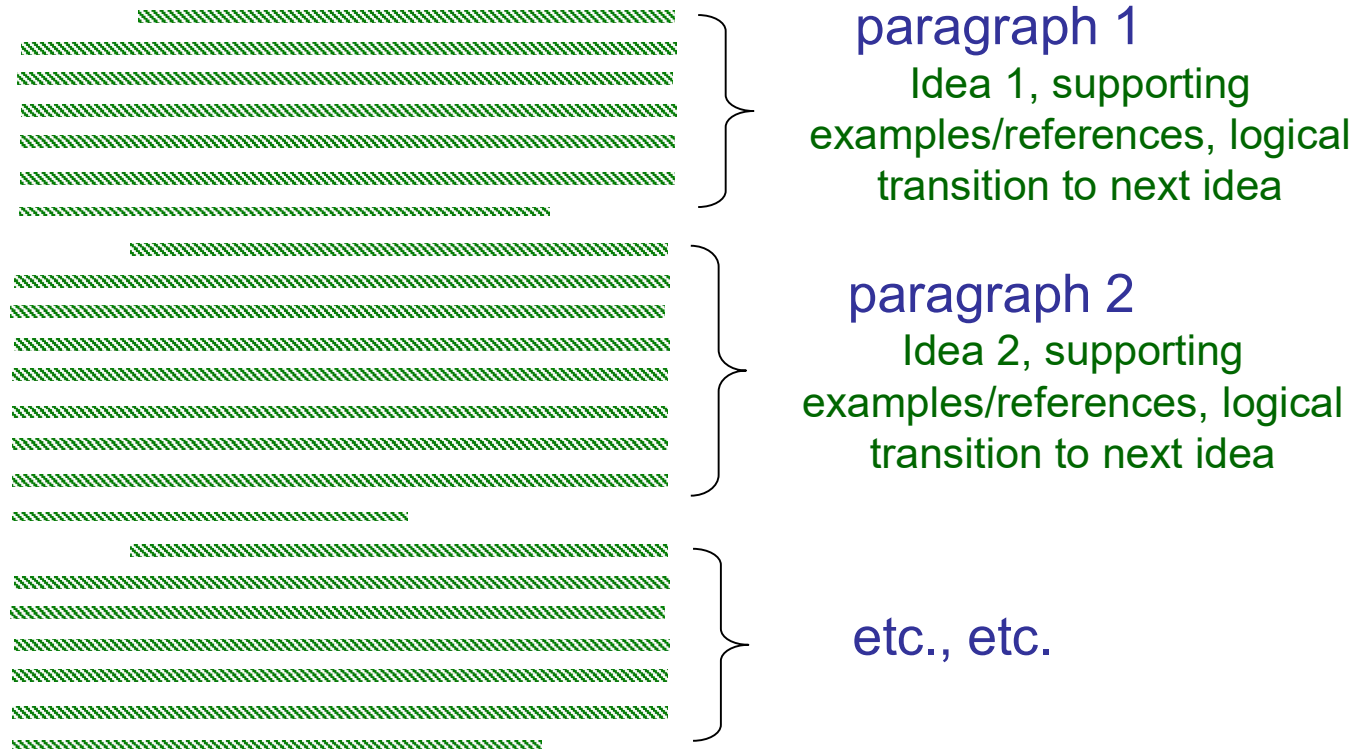 paragraph 1
Idea 1, supporting
examples/references, logical
transition to next idea
paragraph 2
Idea 2, supporting
examples/references, logical
transition to next idea
etc., etc.